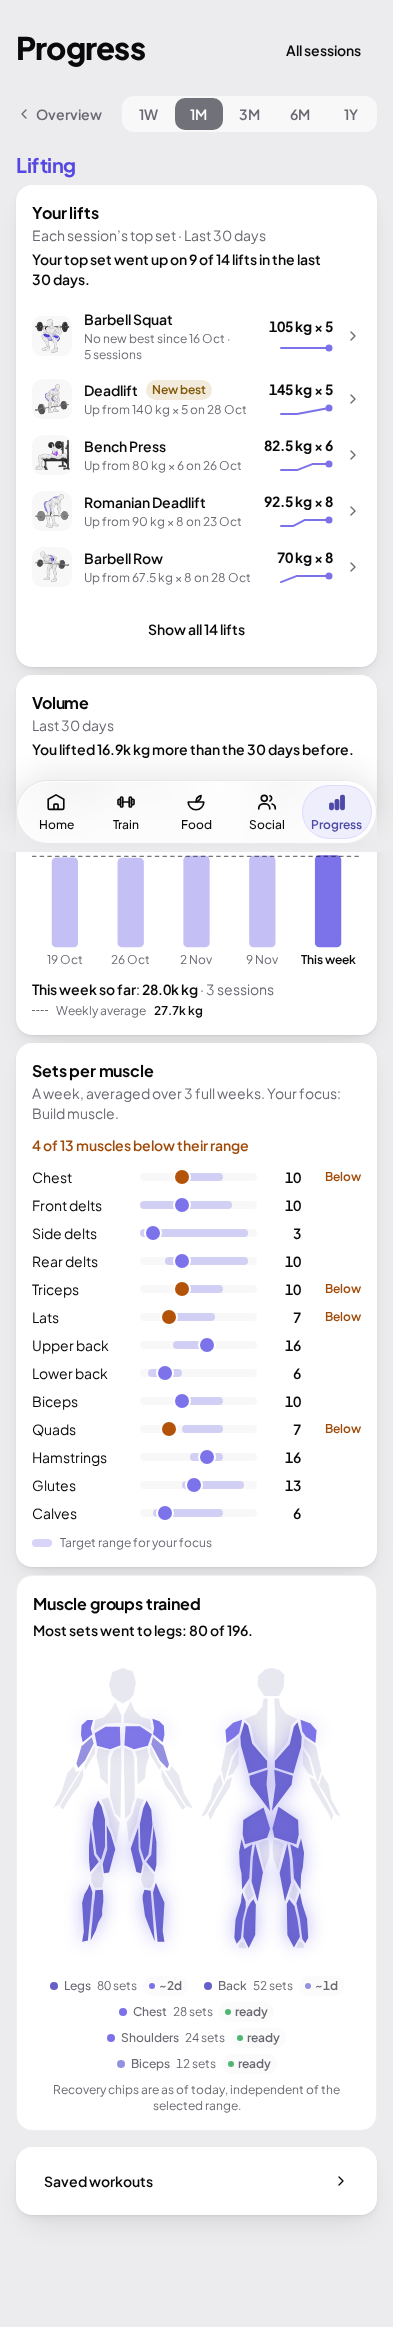 Progress
All sessions
Overview
1W 1M 3M 6M 1Y
Lifting
Your lifts
Each session's top set · Last 30 days
Your top set went up on 9 of 14 lifts in the last
30 days.
Barbell Squat
No new best since 16 Oct ·
5 sessions
105 kg × 5
Deadlift New best
Up from 140 kg × 5 on 28 Oct
145 kg × 5
Bench Press
Up from 80 kg × 6 on 26 Oct
82.5 kg × 6
Romanian Deadlift
Up from 90 kg × 8 on 23 Oct
92.5 kg × 8
Barbell Row
Up from 67.5 kg × 8 on 28 Oct
70 kg × 8
Show all 14 lifts
Volume
Last 30 days
You lifted 16.9k kg more than the 30 days before.
Home Train Food Social Progress
19 Oct 26 Oct 2 Nov 9 Nov This week
This week so far: 28.0k kg · 3 sessions
Weekly average 27.7k kg
Sets per muscle
A week, averaged over 3 full weeks. Your focus:
Build muscle.
4 of 13 muscles below their range
Chest 10 Below
Front delts 10
Side delts 3
Rear delts 10
Triceps 10 Below
Lats 7 Below
Upper back 16
Lower back 6
Biceps 10
Quads 7 Below
Hamstrings 16
Glutes 13
Calves 6
Target range for your focus
Muscle groups trained
Most sets went to legs: 80 of 196.
Legs 80 sets ~2d Back 52 sets ~1d
Chest 28 sets ready
Shoulders 24 sets ready
Biceps 12 sets ready
Recovery chips are as of today, independent of the
selected range.
Saved workouts